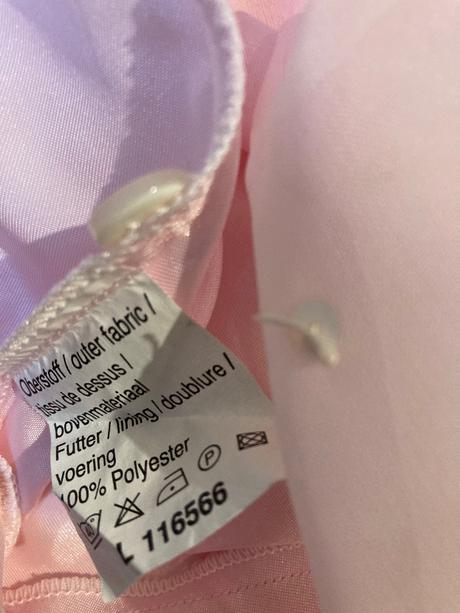 Oberstoff / outer fabric /
tissu de dessus /
bovenmateriaal
Futter / lining / doublure /
voering
100% Polyester
P
L 116566